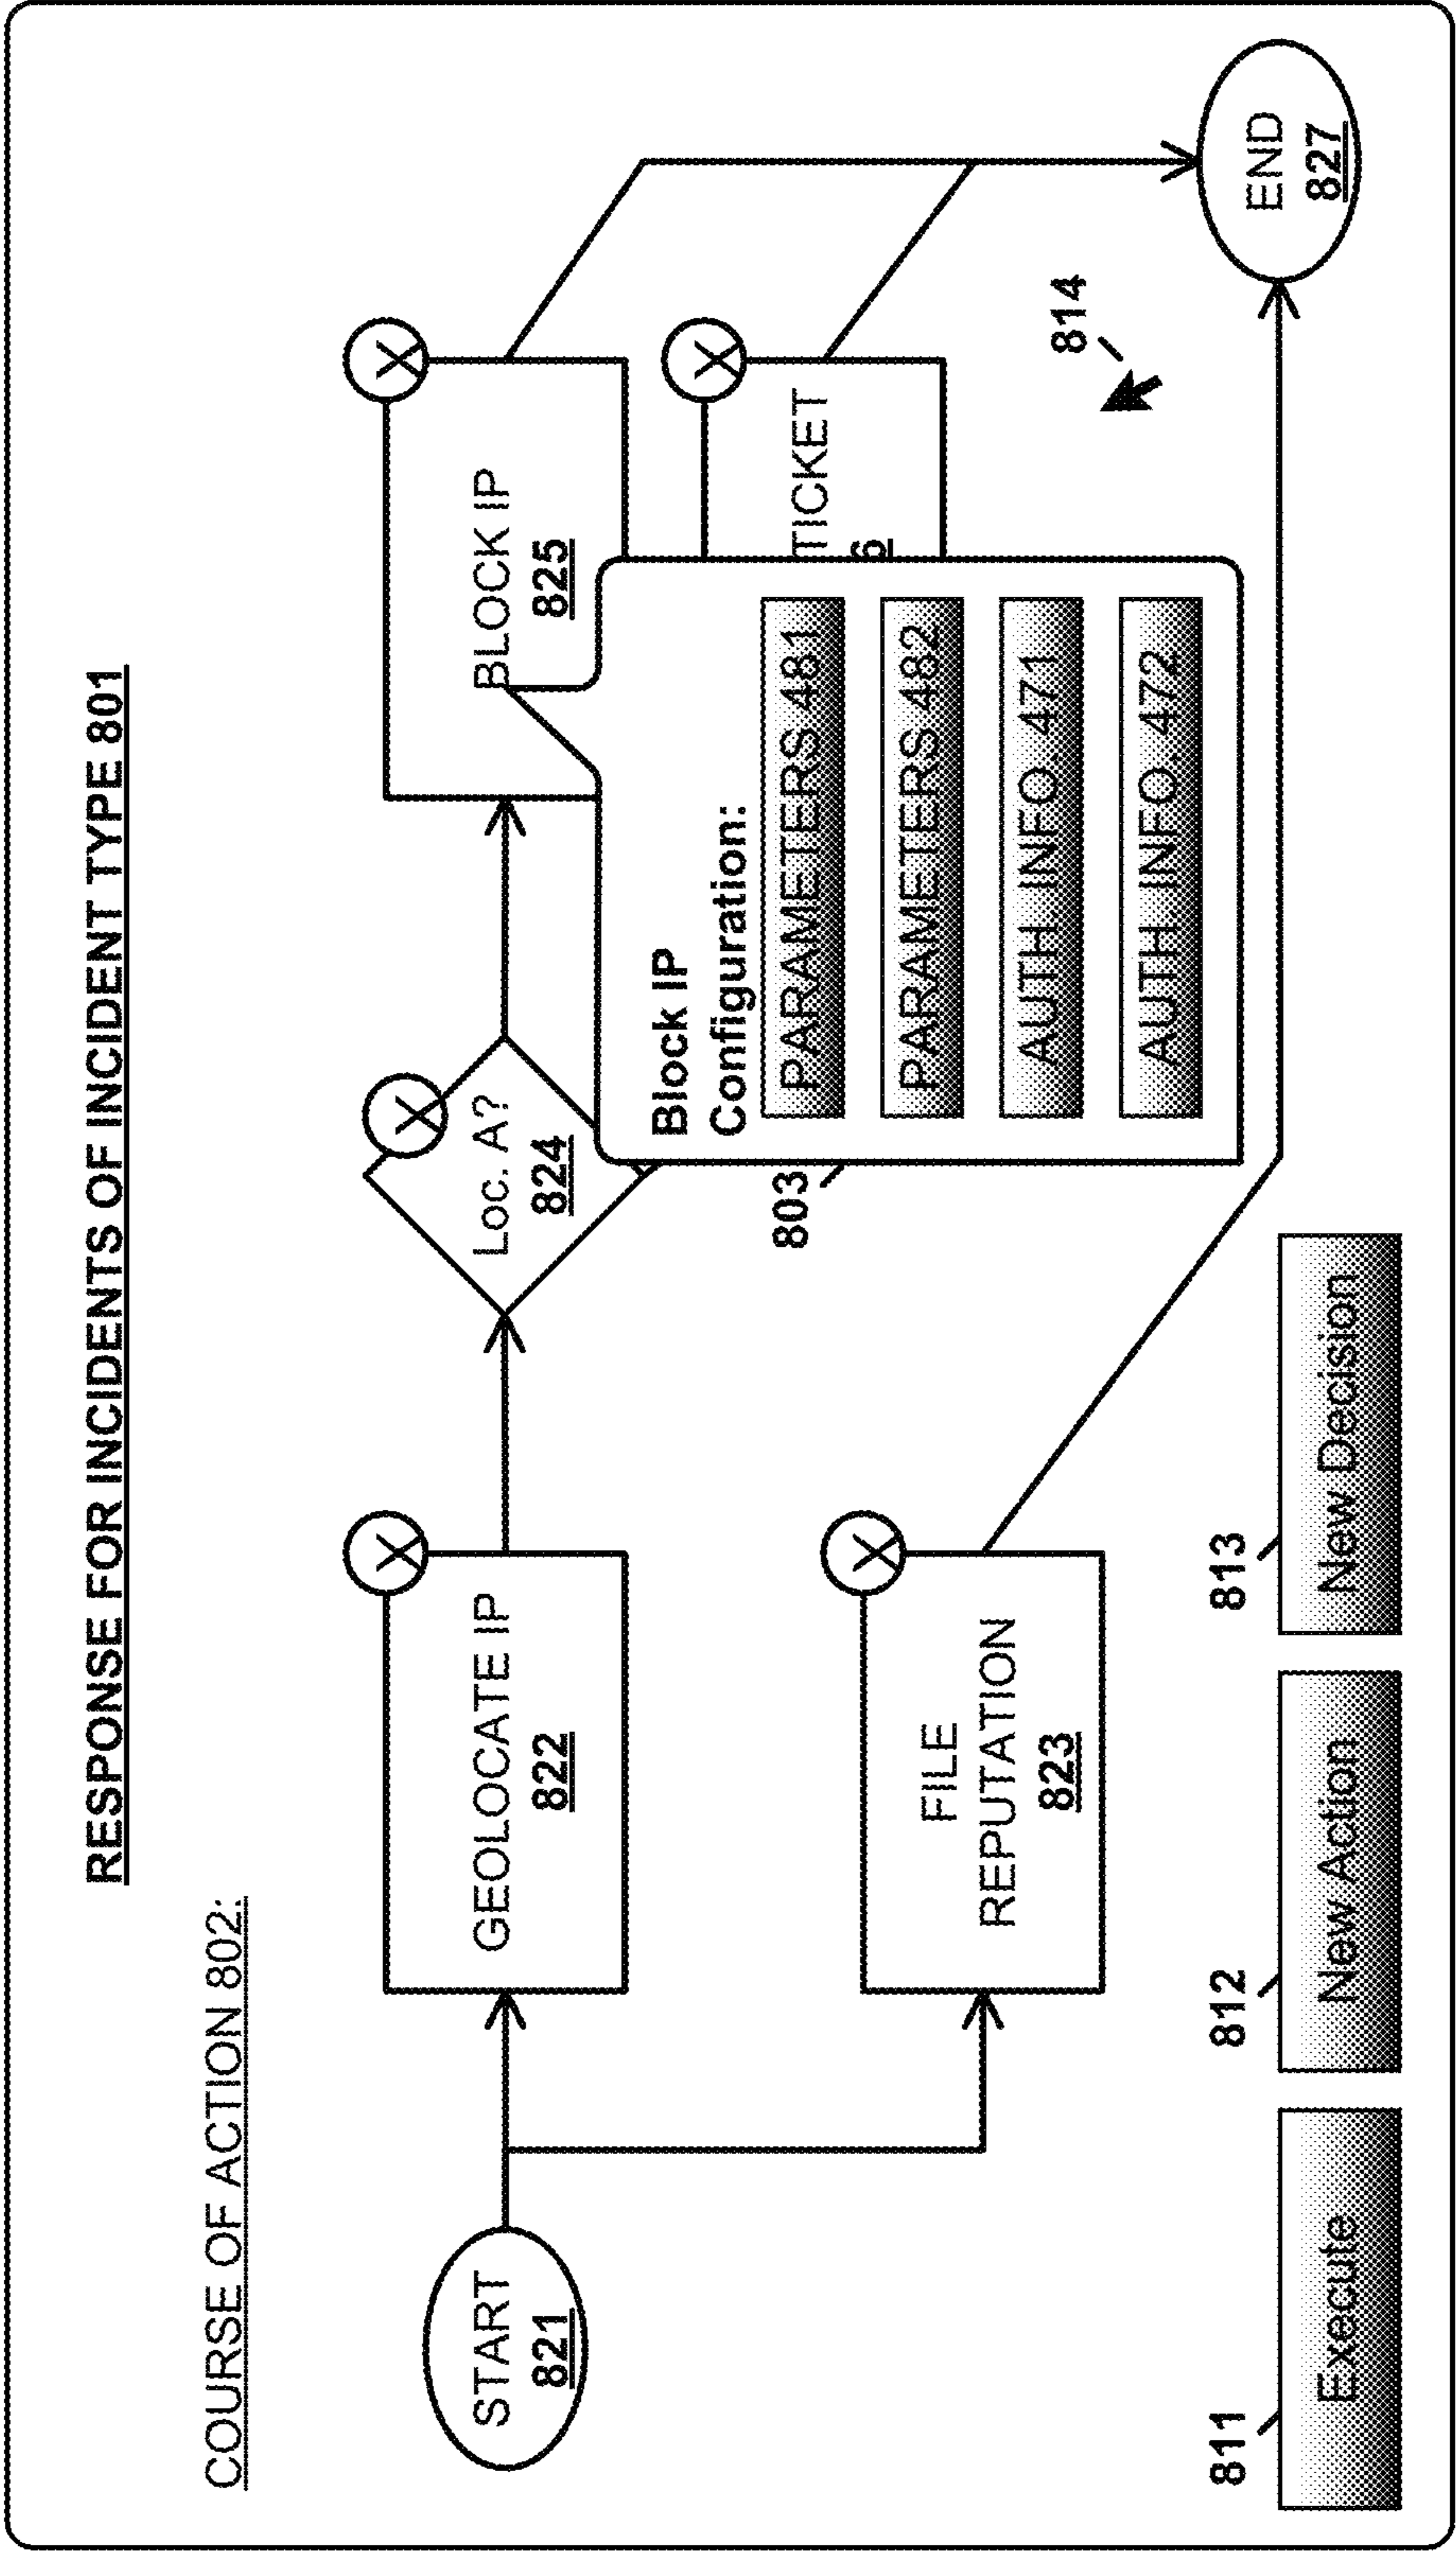 RESPONSE FOR INCIDENTS OF INCIDENT TYPE 801
COURSE OF ACTION 802:
START
821
GEOLOCATE IP
822
X
Loc. A?
824
X
BLOCK IP
825
X
FILE
REPUTATION
823
X
803
Block IP
Configuration:
PARAMETERS 481
PARAMETERS 482
AUTH. INFO. 471
AUTH. INFO. 472
TICKET
6
X
814
END
827
811
Execute
812
New Action
813
New Decision